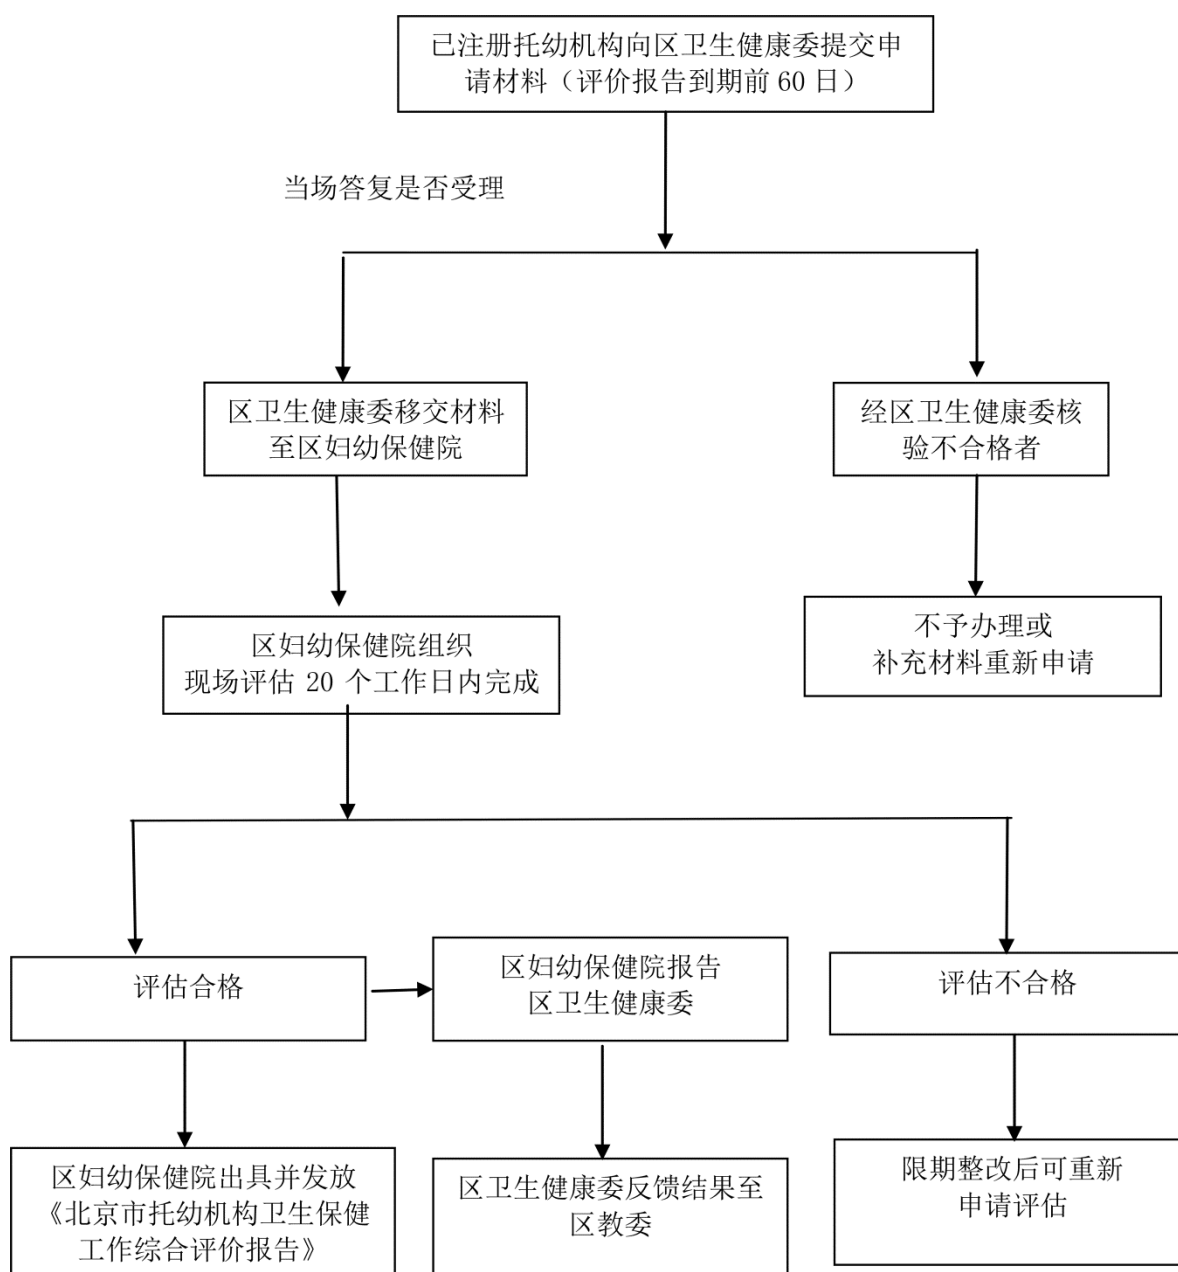 已注册托幼机构向区卫生健康委提交申
请材料（评价报告到期前 60 日）
当场答复是否受理
区卫生健康委移交材料
至区妇幼保健院
经区卫生健康委核
验不合格者
区妇幼保健院组织
现场评估 20 个工作日内完成
不予办理或
补充材料重新申请
评估合格
区妇幼保健院报告
区卫生健康委
评估不合格
区妇幼保健院出具并发放
《北京市托幼机构卫生保健
工作综合评价报告》
区卫生健康委反馈结果至
区教委
限期整改后可重新
申请评估